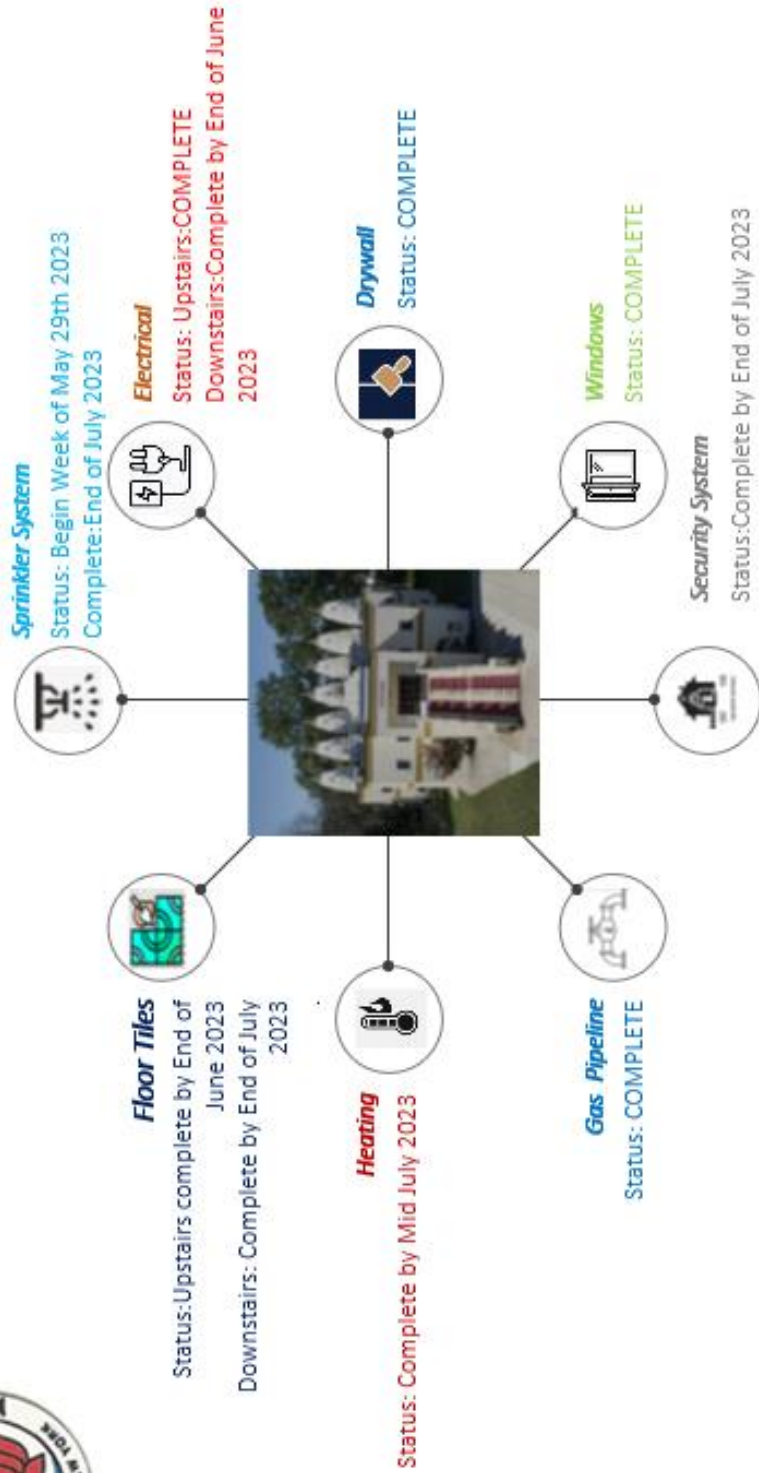 Sprinkler System
Status: Begin Week of May 29th 2023
Complete:End of July 2023
Electrical
Status: Upstairs:COMPLETE
Downstairs:Complete by End of June
2023
Drywall
Status: COMPLETE
Windows
Status: COMPLETE
Security System
Status:Complete by End of July 2023
Gas Pipeline
Status: COMPLETE
Heating
Status: Complete by Mid July 2023
Floor Tiles
Status:Upstairs complete by End of
June 2023
Downstairs: Complete by End of July
2023
YORK